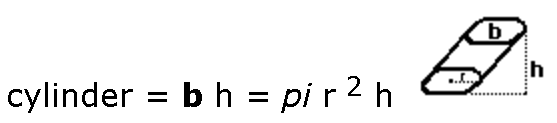 cylinder = b h = pi r 2 h
b
r
h